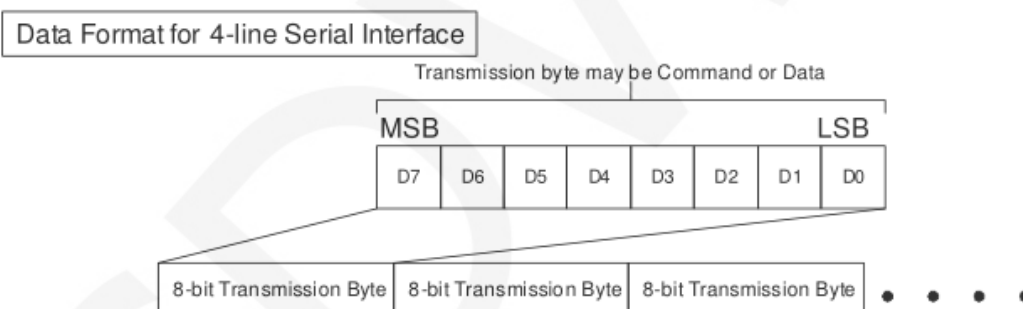 Data Format for 4-line Serial Interface
Transmission byte may be Command or Data
MSB LSB
D7 D6 D5 D4 D3 D2 D1 D0
8-bit Transmission Byte 8-bit Transmission Byte 8-bit Transmission Byte